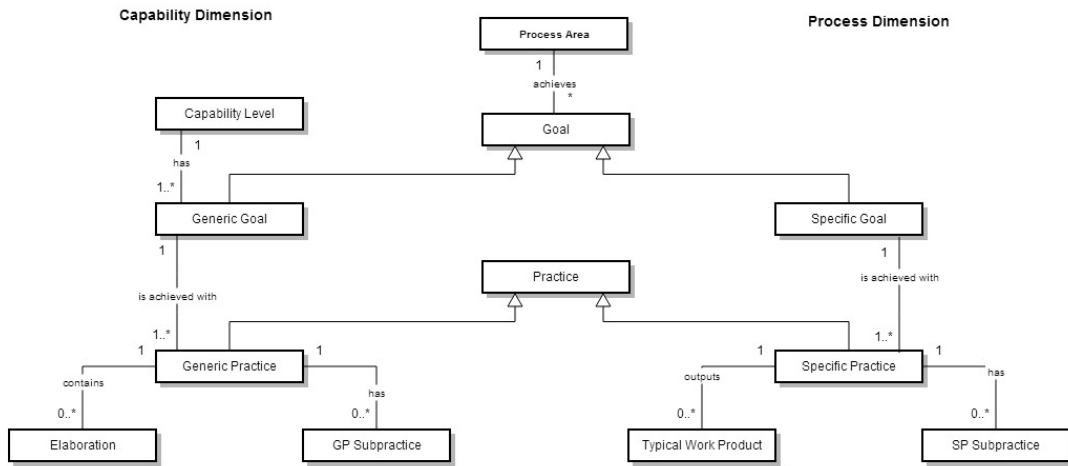 Capability Dimension
Process Dimension
Process Area
1
achieves
*
Capability Level
Goal
1
has
1..*
Generic Goal
Specific Goal
1
1
is achieved with
Practice
is achieved with
1..*
1..*
1
Generic Practice
1
1
Specific Practice
1
contains
has
outputs
has
0..*
0..*
0..*
0..*
Elaboration
GP Subpractice
Typical Work Product
SP Subpractice